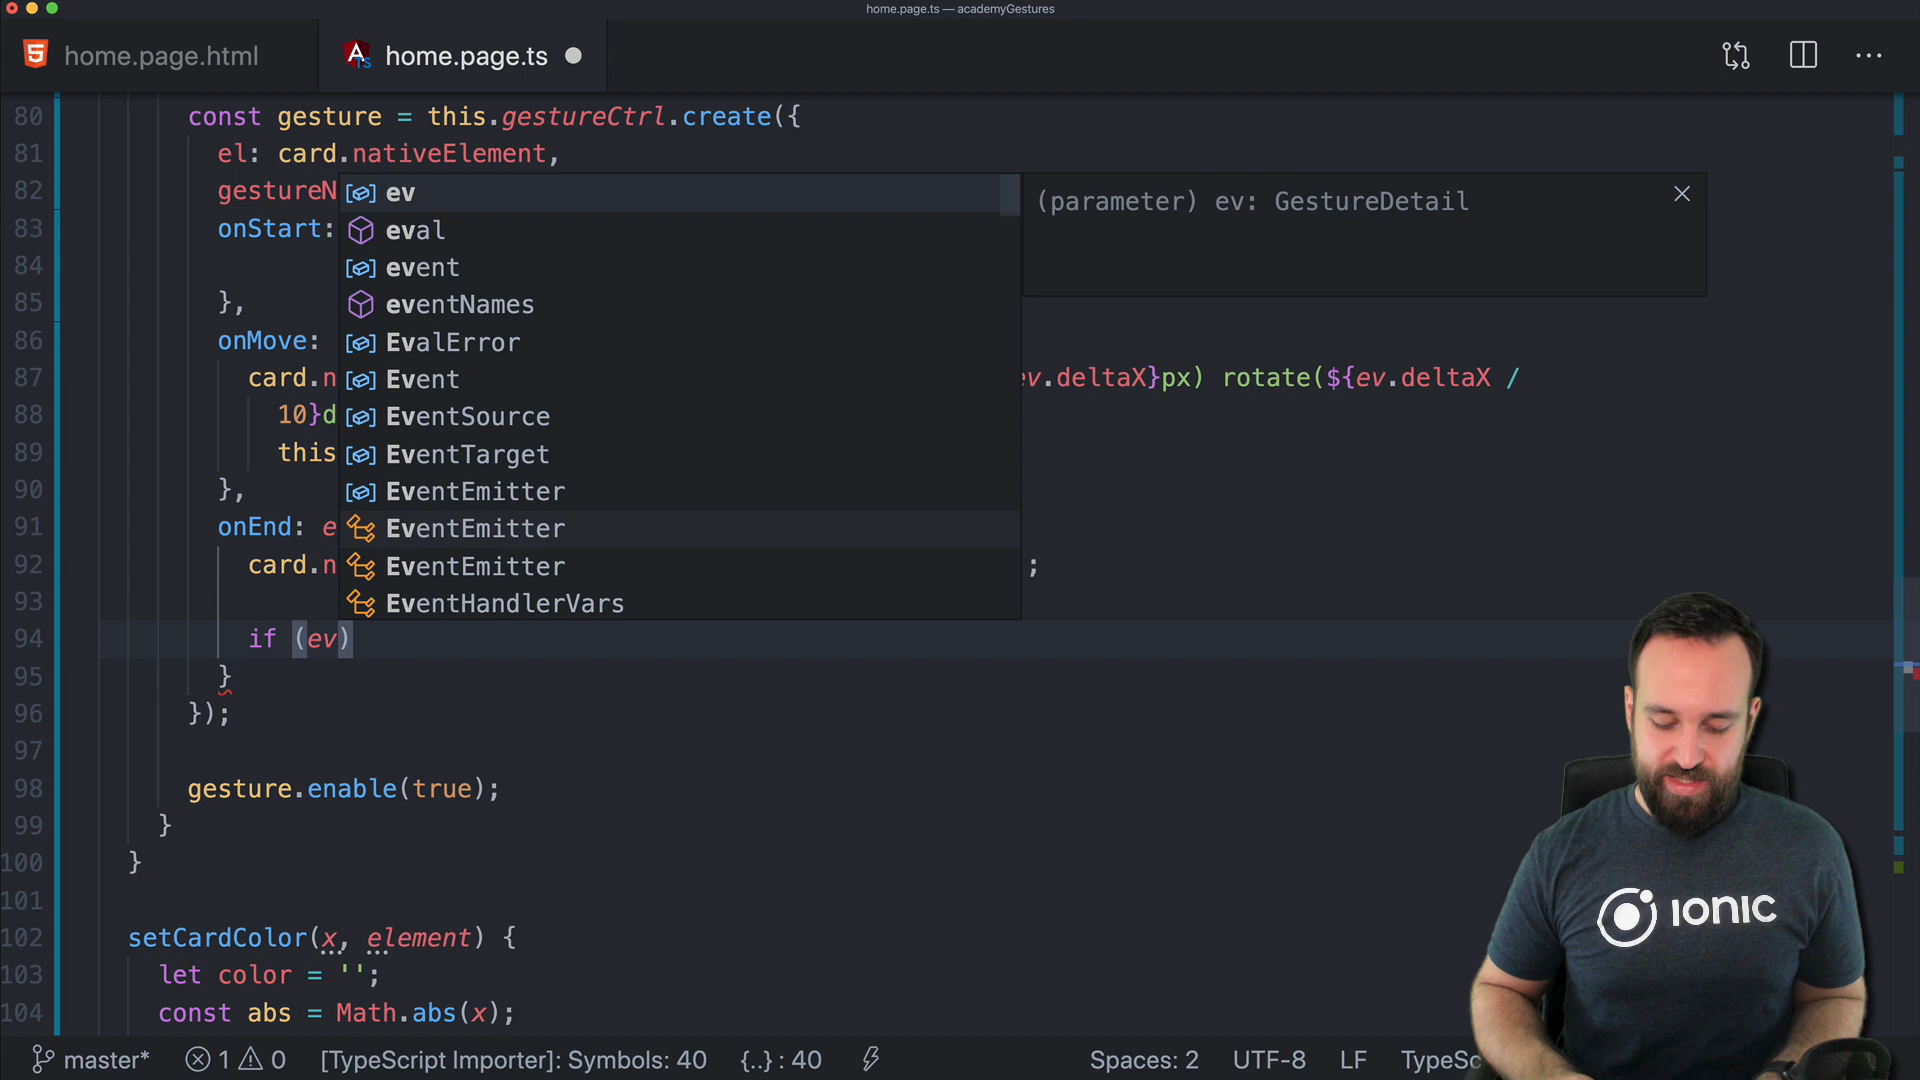 home.page.ts — academyGestures
home.page.html
home.page.ts
80 const gesture = this.gestureCtrl.create({
81 el: card.nativeElement,
82 gestureN
83 onStart:
84
85 },
86 onMove:
87 card.n ev.deltaX}px) rotate(${ev.deltaX /
88 10}d
89 this
90 },
91 onEnd: e
92 card.n ;
93
94 if (ev)
95 }
96 });
97
98 gesture.enable(true);
99 }
100 }
101
102 setCardColor(x, element) {
103 let color = '';
104 const abs = Math.abs(x);
ev
eval
event
eventNames
EvalError
Event
EventSource
EventTarget
EventEmitter
EventEmitter
EventEmitter
EventHandlerVars
(parameter) ev: GestureDetail
IONIC
master* 1 0 [TypeScript Importer]: Symbols: 40 {..} : 40 Spaces: 2 UTF-8 LF TypeSc